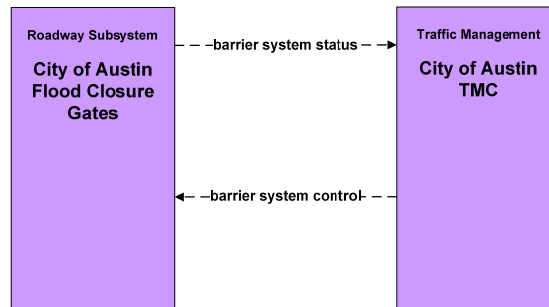 Roadway Subsystem
City of Austin
Flood Closure
Gates
barrier system status
Traffic Management
City of Austin
TMC
barrier system control